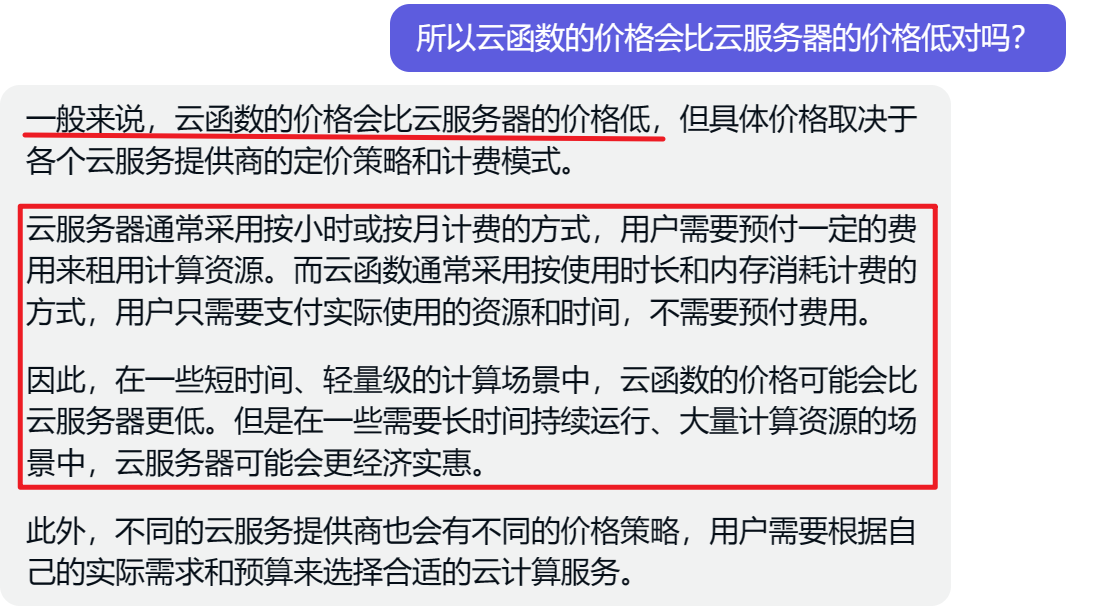 所以云函数的价格会比云服务器的价格低对吗？
一般来说，云函数的价格会比云服务器的价格低，但具体价格取决于
各个云服务提供商的定价策略和计费模式。
云服务器通常采用按小时或按月计费的方式，用户需要预付一定的费
用来租用计算资源。而云函数通常采用按使用时长和内存消耗计费的
方式，用户只需要支付实际使用的资源和时间，不需要预付费用。
因此，在一些短时间、轻量级的计算场景中，云函数的价格可能会比
云服务器更低。但是在一些需要长时间持续运行、大量计算资源的场
景中，云服务器可能会更经济实惠。
此外，不同的云服务提供商也会有不同的价格策略，用户需要根据自
己的实际需求和预算来选择合适的云计算服务。